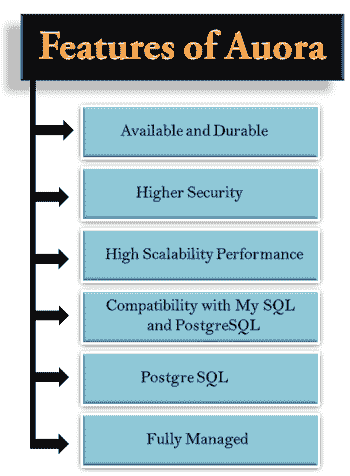 Features of Auora
Available and Durable
Higher Security
High Scalability Performance
Compatibility with My SQL
and PostgreSQL
Postgre SQL
Fully Managed